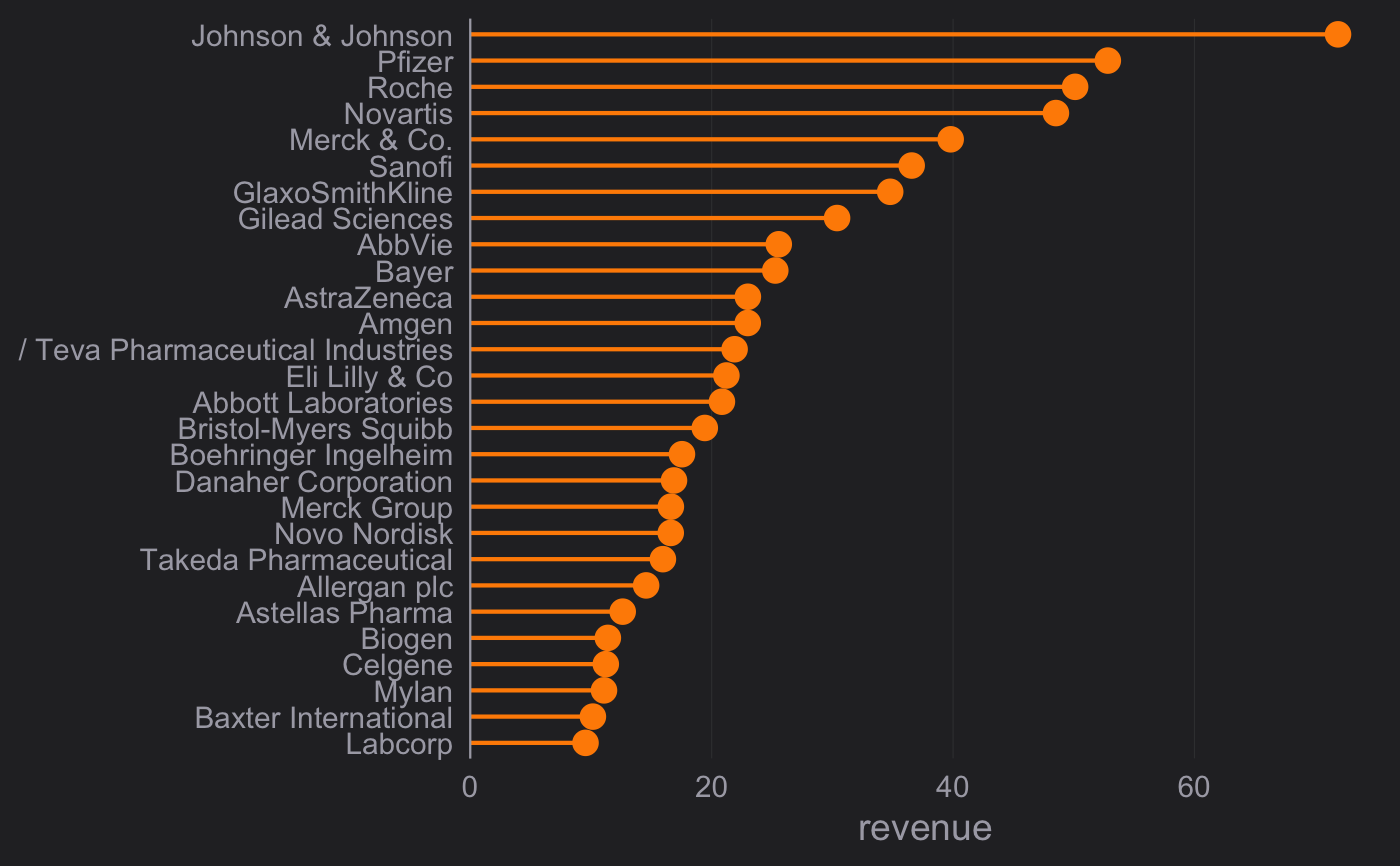 Johnson & Johnson
Pfizer
Roche
Novartis
Merck & Co.
Sanofi
GlaxoSmithKline
Gilead Sciences
AbbVie
Bayer
AstraZeneca
Amgen
/ Teva Pharmaceutical Industries
Eli Lilly & Co
Abbott Laboratories
Bristol-Myers Squibb
Boehringer Ingelheim
Danaher Corporation
Merck Group
Novo Nordisk
Takeda Pharmaceutical
Allergan plc
Astellas Pharma
Biogen
Celgene
Mylan
Baxter International
Labcorp
0 20 40 60
revenue